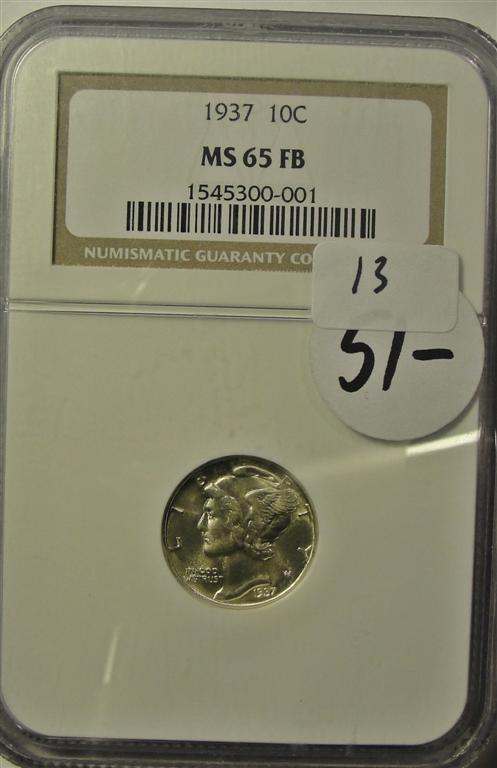 1937 10C
MS 65 FB
1545300-001
NUMISMATIC GUARANTY CO
13
51-
LIBERTY
IN GOD
WE TRUST
1937